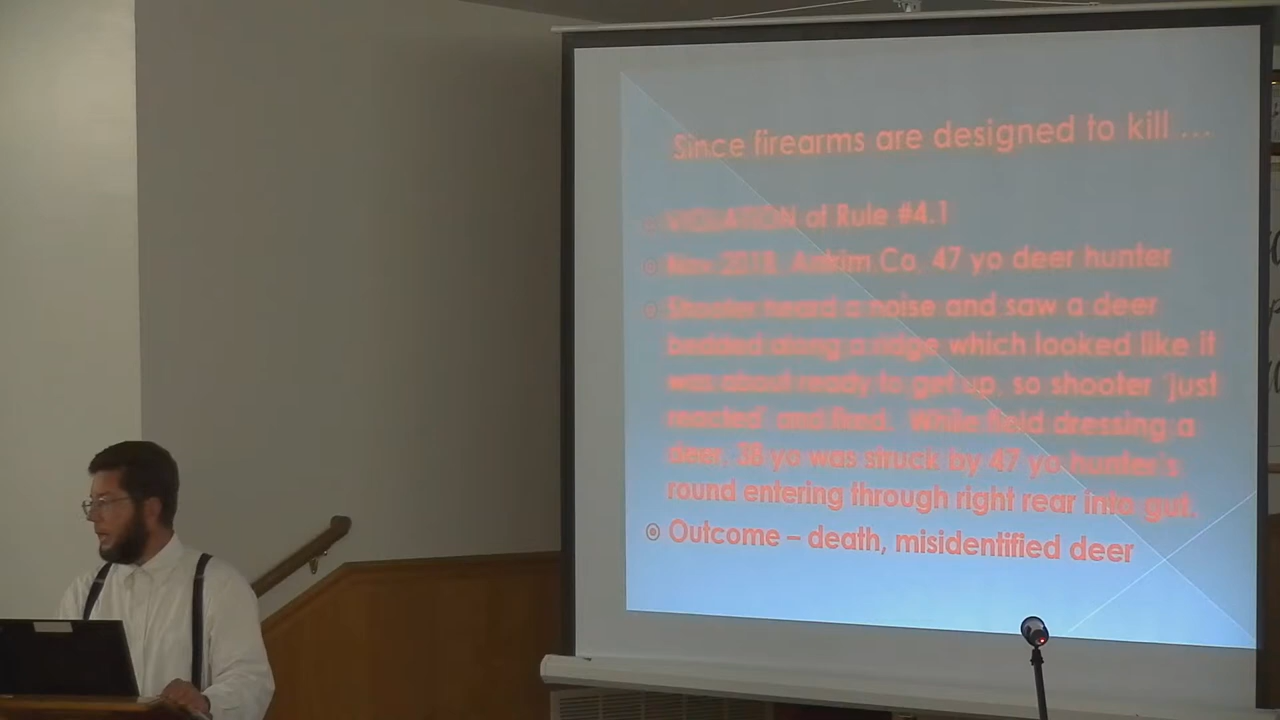 Since firearms are designed to kill ...
VIOLATION of Rule #4.1
Nov 2018, Antrim Co, 47 yo deer hunter
Shooter heard a noise and saw a deer
bedded along a ridge which looked like it
was about ready to get up, so shooter 'just
reacted' and fired. While field dressing a
deer, 38 yo was struck by 47 yo hunter's
round entering through right rear into gut.
Outcome – death, misidentified deer